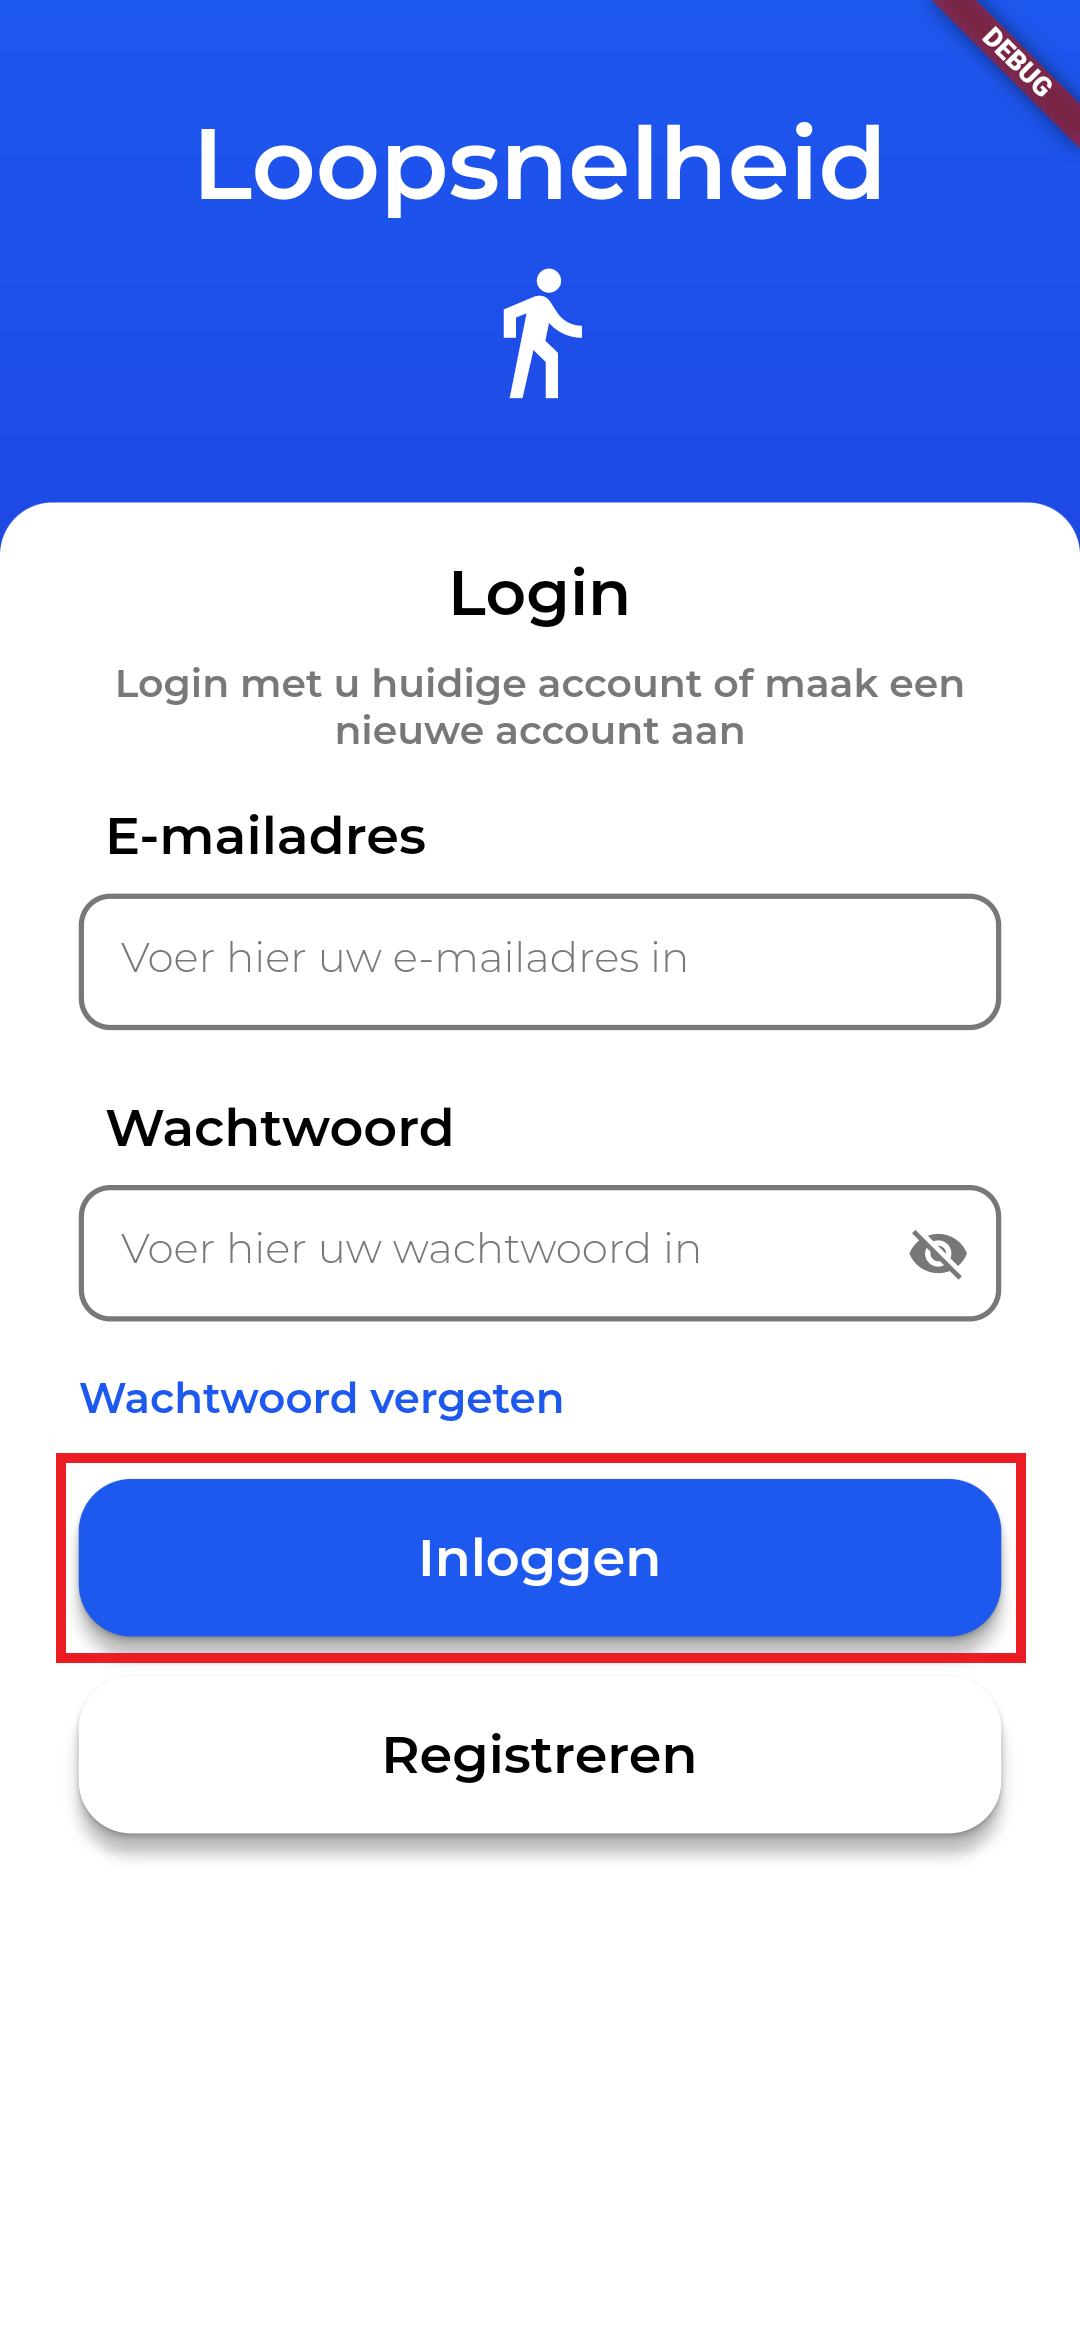 DEBUG
Loopsnelheid
Login
Login met u huidige account of maak een
nieuwe account aan
E-mailadres
Voer hier uw e-mailadres in
Wachtwoord
Voer hier uw wachtwoord in
Wachtwoord vergeten
Inloggen
Registreren